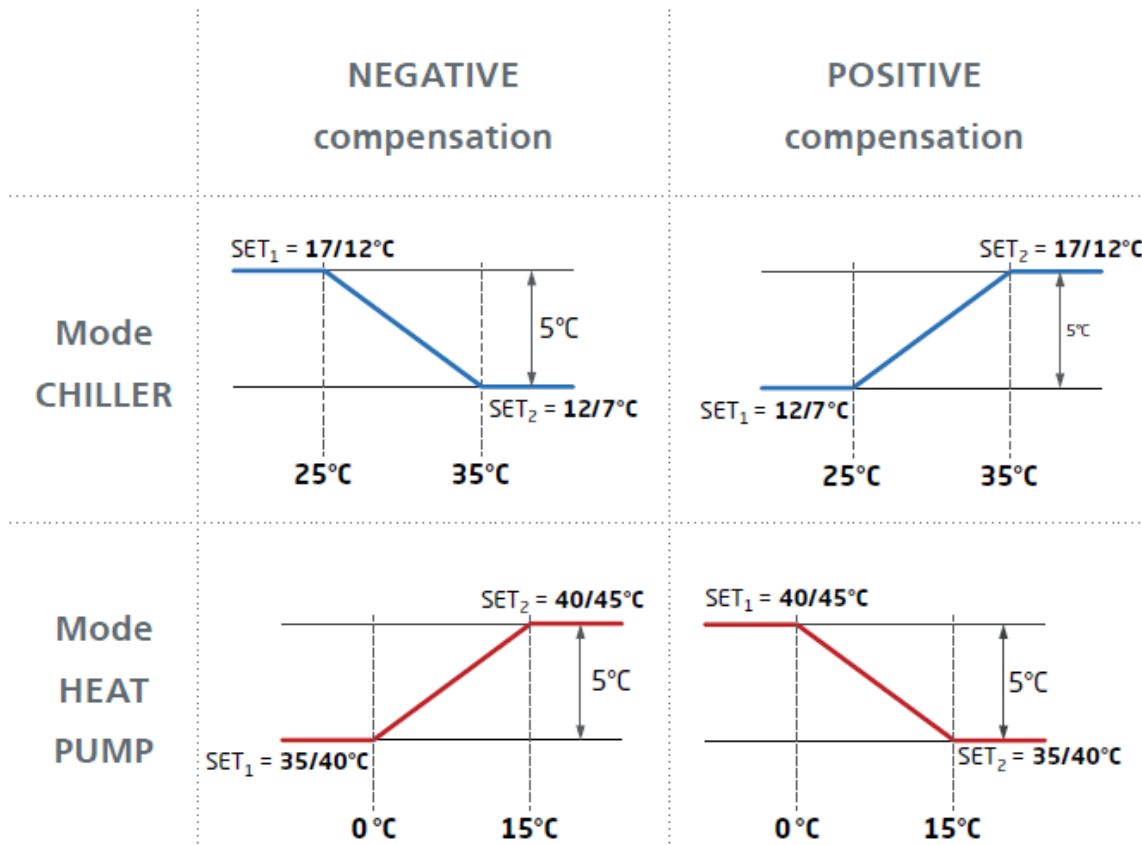 NEGATIVE
compensation
POSITIVE
compensation
Mode
CHILLER
SET₁ = 17/12°C
5°C
SET₂ = 12/7°C
25°C
35°C
SET₂ = 17/12°C
5°C
SET₁ = 12/7°C
25°C
35°C
Mode
HEAT
PUMP
SET₂ = 40/45°C
5°C
SET₁ = 35/40°C
0°C
15°C
SET₁ = 40/45°C
5°C
SET₂ = 35/40°C
0°C
15°C